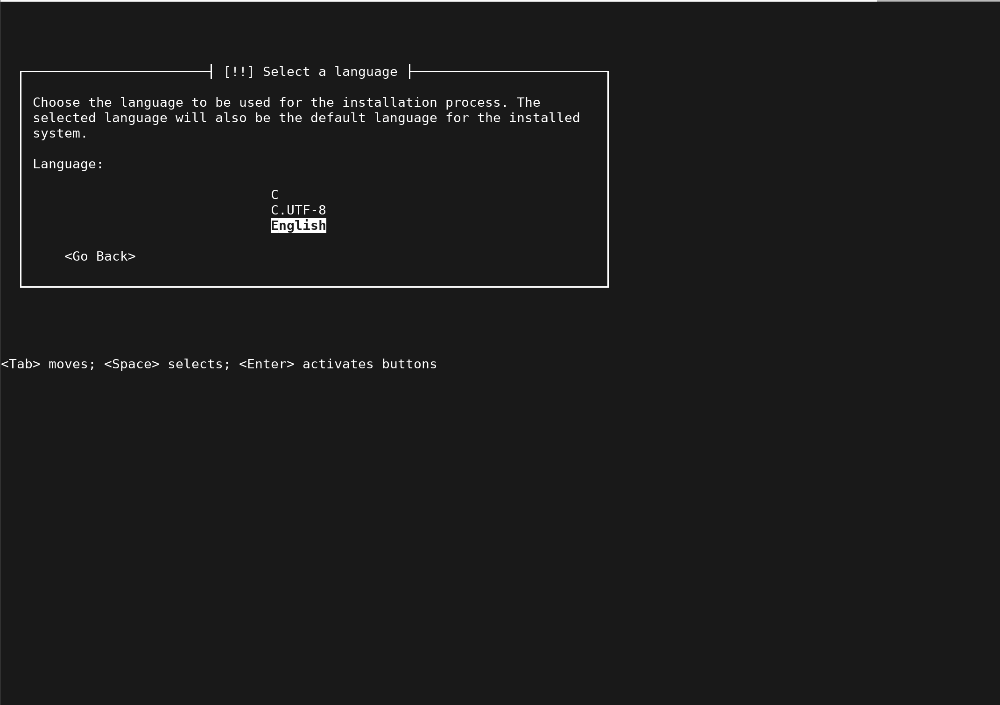 [!!] Select a language
Choose the language to be used for the installation process. The
selected language will also be the default language for the installed
system.
Language:
C
C.UTF-8
English
<Go Back>
<Tab> moves; <Space> selects; <Enter> activates buttons